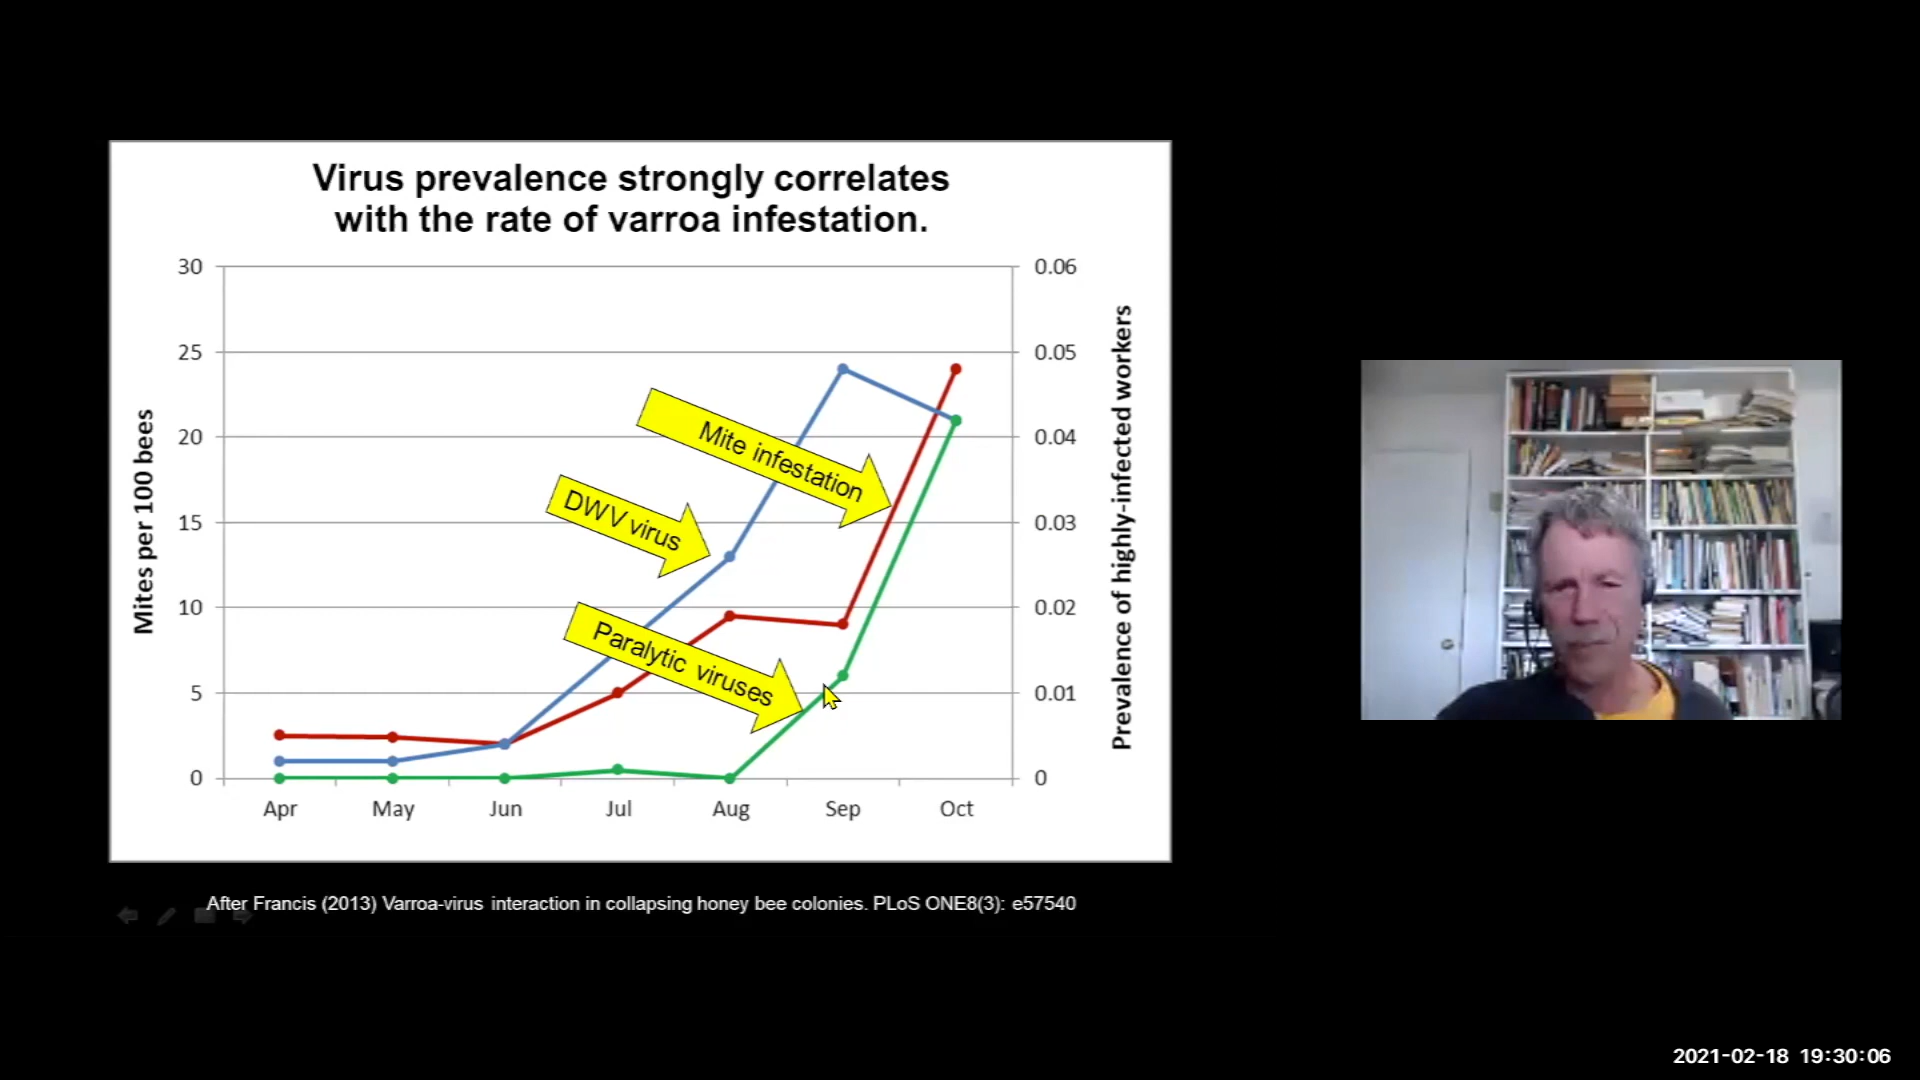 Virus prevalence strongly correlates
with the rate of varroa infestation.
30
25
20
15
10
5
0
Mites per 100 bees
0.06
0.05
0.04
0.03
0.02
0.01
0
Prevalence of highly-infected workers
Mite infestation
DWV virus
Paralytic viruses
Apr May Jun Jul Aug Sep Oct
After Francis (2013) Varroa-virus interaction in collapsing honey bee colonies. PLoS ONE8(3): e57540
2021-02-18 19:30:06